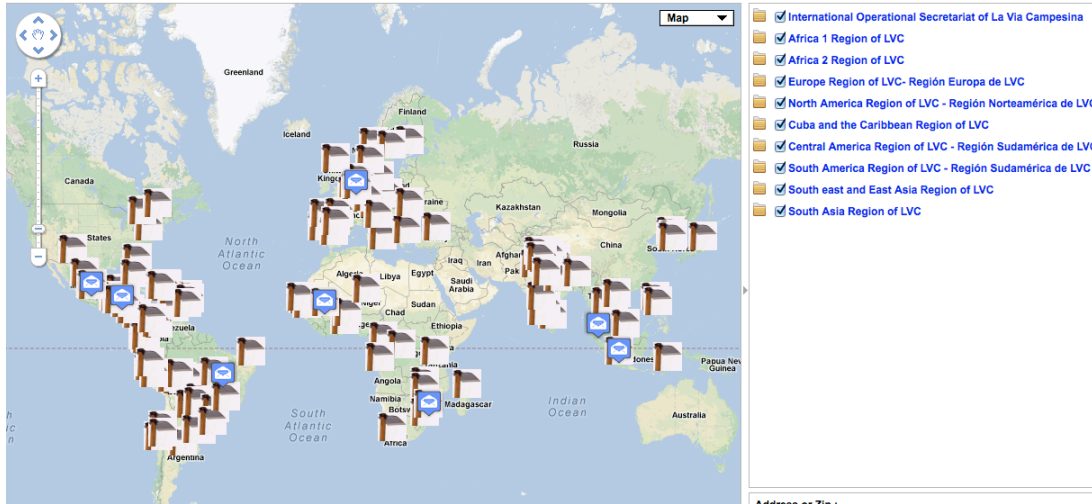 Map
Greenland
Iceland
Finland
Russia
Canada
Kazakhstan
Mongolia
China
States
North
Atlantic
Ocean
Iraq
Iran
Libya
Egypt
Saudi
Arabia
Chad
Sudan
Ethiopia
Papua New
Guinea
Angola
Namibia
Madagascar
South
Atlantic
Ocean
Indian
Ocean
Australia
Africa
Argentina
International Operational Secretariat of La Via Campesina
Africa 1 Region of LVC
Africa 2 Region of LVC
Europe Region of LVC- Región Europa de LVC
North America Region of LVC - Región Norteamérica de LVC
Cuba and the Caribbean Region of LVC
Central America Region of LVC - Región Sudamérica de LVC
South America Region of LVC - Región Sudamérica de LVC
South east and East Asia Region of LVC
South Asia Region of LVC
Address or Zip :